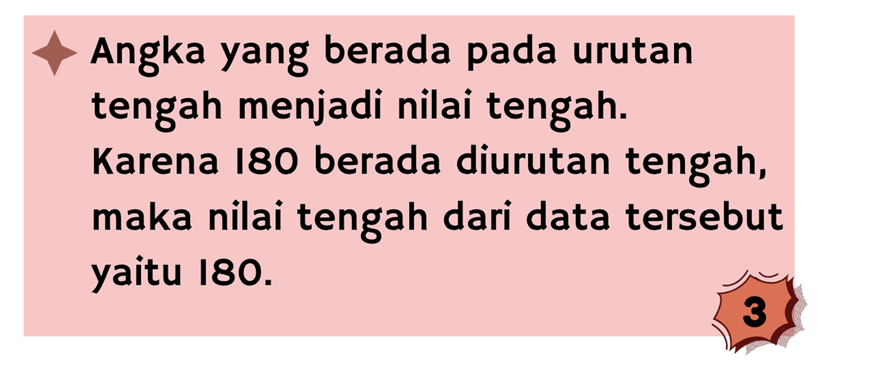 Angka yang berada pada urutan
tengah menjadi nilai tengah.
Karena 180 berada diurutan tengah,
maka nilai tengah dari data tersebut
yaitu 180.
3